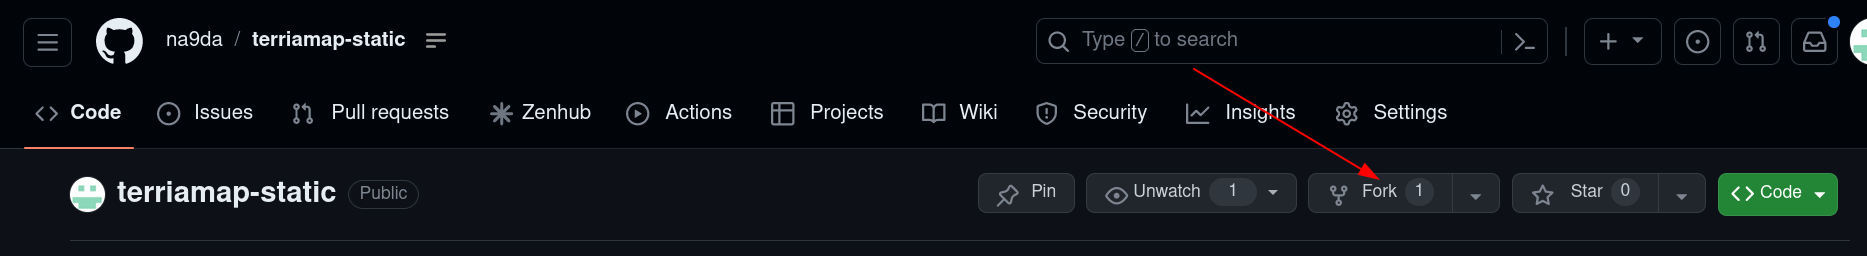 na9da / terriamap-static
Type / to search
Code Issues Pull requests Zenhub Actions Projects Wiki Security Insights Settings
terriamap-static Public
Pin Unwatch 1 Fork 1 Star 0 Code